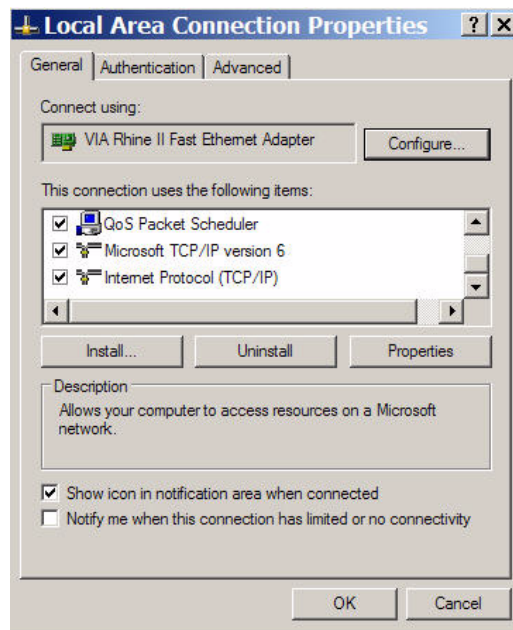 Local Area Connection Properties
General Authentication Advanced
Connect using:
VIA Rhine II Fast Ethernet Adapter Configure...
This connection uses the following items:
QoS Packet Scheduler
Microsoft TCP/IP version 6
Internet Protocol (TCP/IP)
Install... Uninstall Properties
Description
Allows your computer to access resources on a Microsoft
network.
Show icon in notification area when connected
Notify me when this connection has limited or no connectivity
OK Cancel